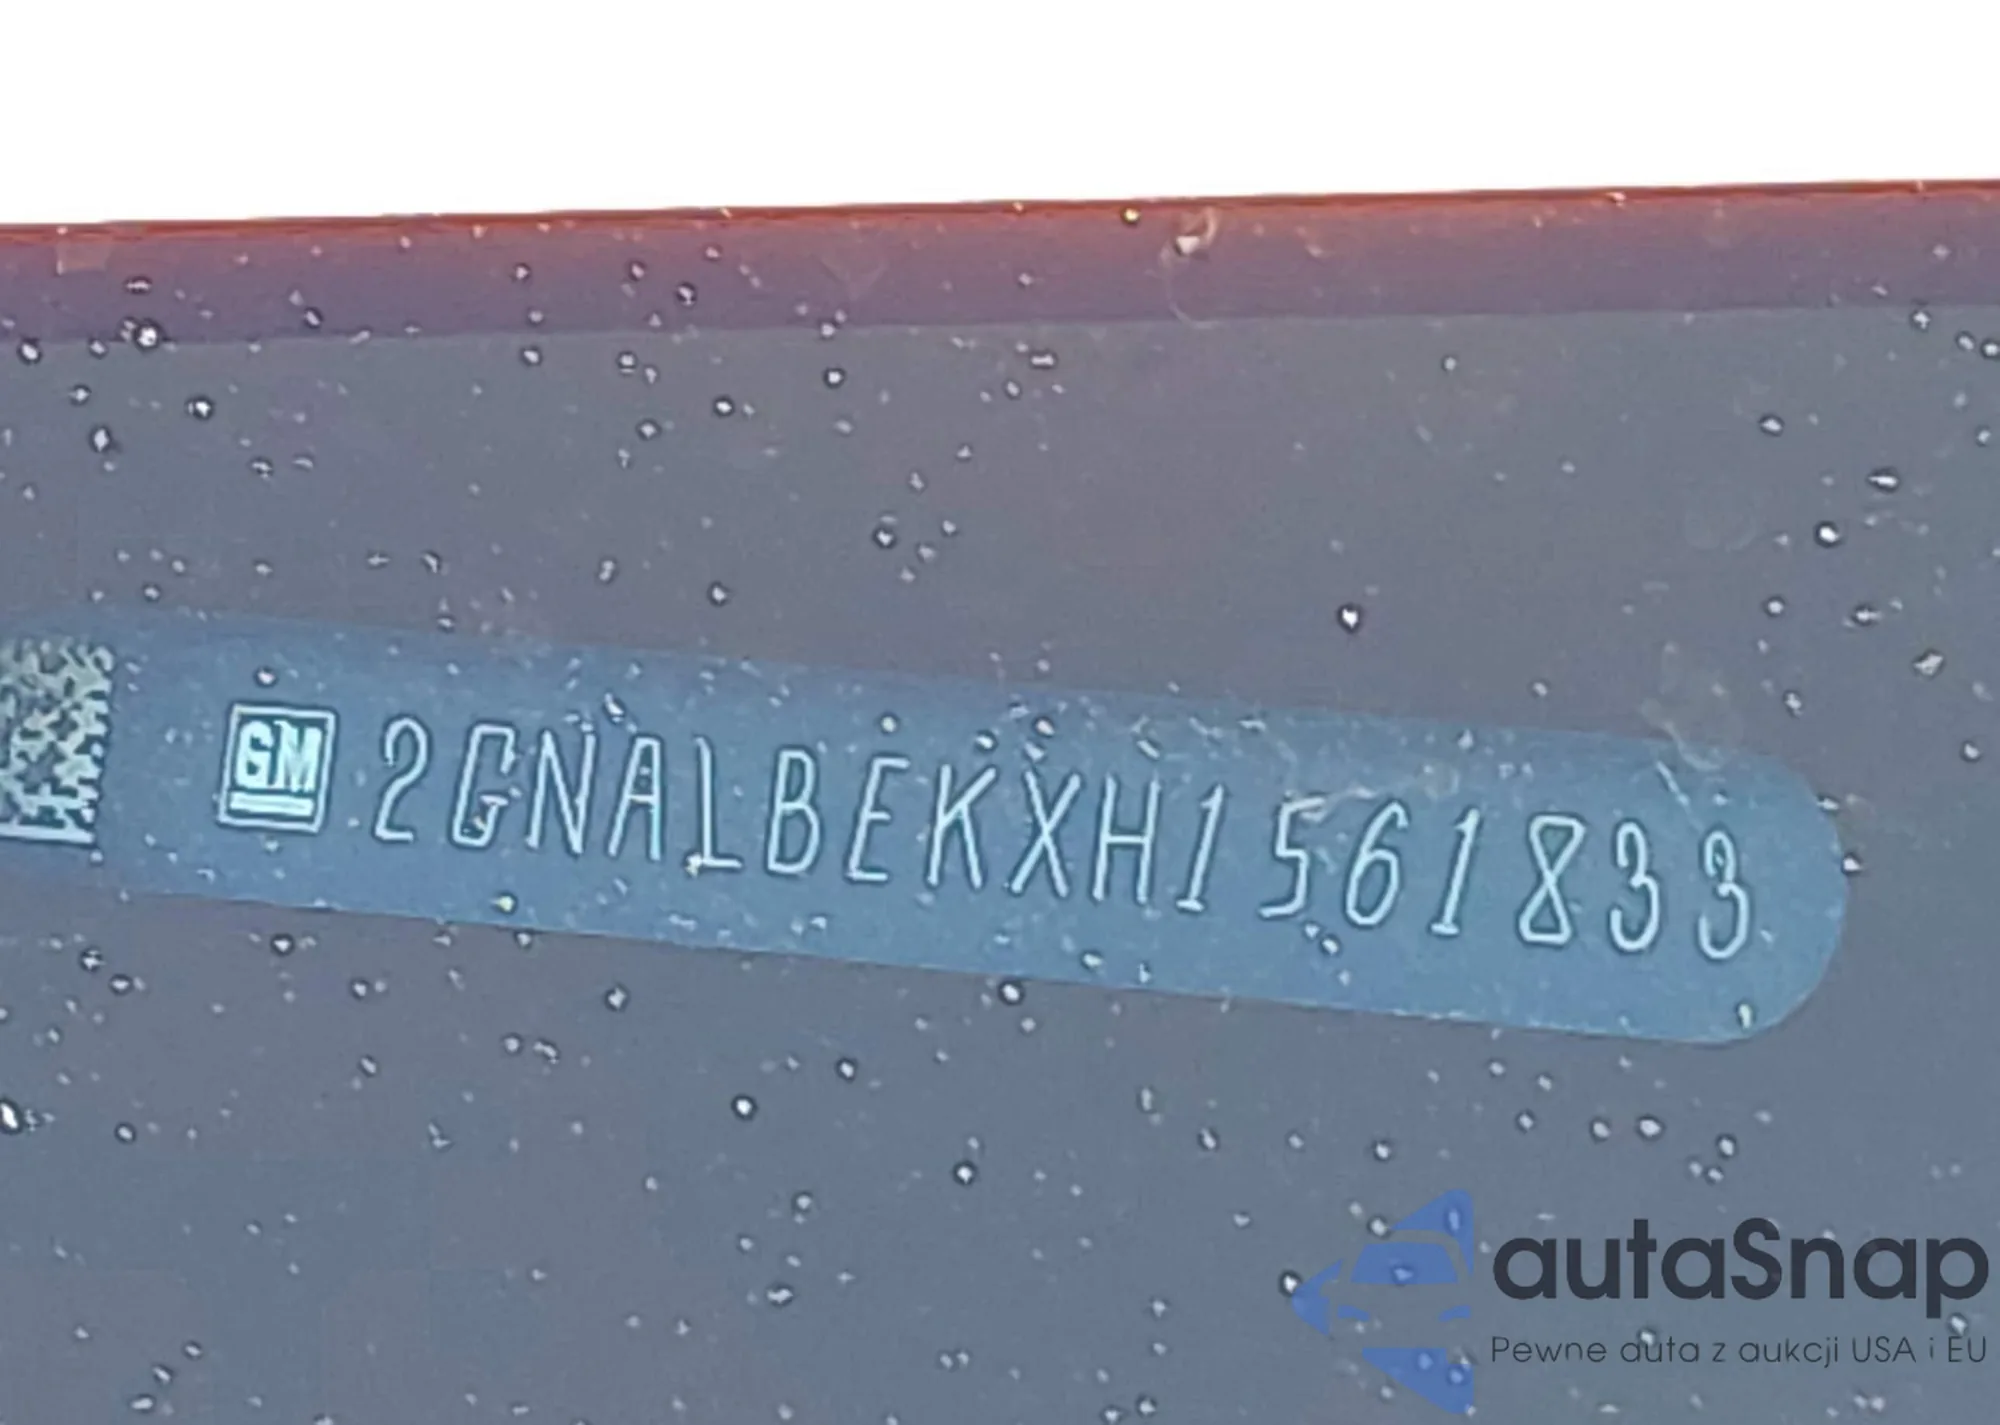 GM 2GNALBEKXH1561833
autaSnap
Pewne auta z aukcji USA i EU